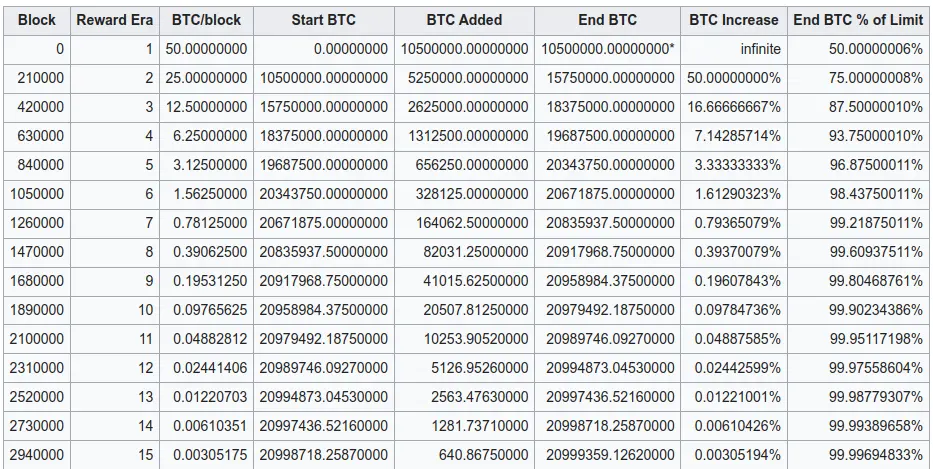 Block Reward Era BTC/block Start BTC BTC Added End BTC BTC Increase End BTC % of Limit
0 1 50.00000000 0.00000000 10500000.00000000 10500000.00000000* infinite 50.00000006%
210000 2 25.00000000 10500000.00000000 5250000.00000000 15750000.00000000 50.00000000% 75.00000008%
420000 3 12.50000000 15750000.00000000 2625000.00000000 18375000.00000000 16.66666667% 87.50000010%
630000 4 6.25000000 18375000.00000000 1312500.00000000 19687500.00000000 7.14285714% 93.75000010%
840000 5 3.12500000 19687500.00000000 656250.00000000 20343750.00000000 3.33333333% 96.87500011%
1050000 6 1.56250000 20343750.00000000 328125.00000000 20671875.00000000 1.61290323% 98.43750011%
1260000 7 0.78125000 20671875.00000000 164062.50000000 20835937.50000000 0.79365079% 99.21875011%
1470000 8 0.39062500 20835937.50000000 82031.25000000 20917968.75000000 0.39370079% 99.60937511%
1680000 9 0.19531250 20917968.75000000 41015.62500000 20958984.37500000 0.19607843% 99.80468761%
1890000 10 0.09765625 20958984.37500000 20507.81250000 20979492.18750000 0.09784736% 99.90234386%
2100000 11 0.04882812 20979492.18750000 10253.90520000 20989746.09270000 0.04887585% 99.95117198%
2310000 12 0.02441406 20989746.09270000 5126.95260000 20994873.04530000 0.02442599% 99.97558604%
2520000 13 0.01220703 20994873.04530000 2563.47630000 20997436.52160000 0.01221001% 99.98779307%
2730000 14 0.00610351 20997436.52160000 1281.73710000 20998718.25870000 0.00610426% 99.99389658%
2940000 15 0.00305175 20998718.25870000 640.86750000 20999359.12620000 0.00305194% 99.99694833%